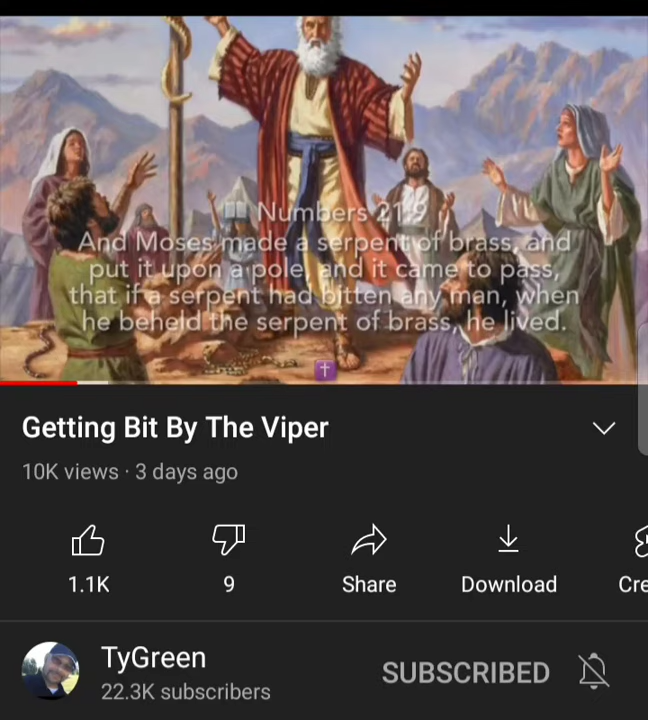 Numbers 21:9
And Moses made a serpent of brass, and
put it upon a pole, and it came to pass,
that if a serpent had bitten any man, when
he beheld the serpent of brass, he lived.
Getting Bit By The Viper
10K views · 3 days ago
1.1K
9
Share
Download
Cre
TyGreen
22.3K subscribers
SUBSCRIBED